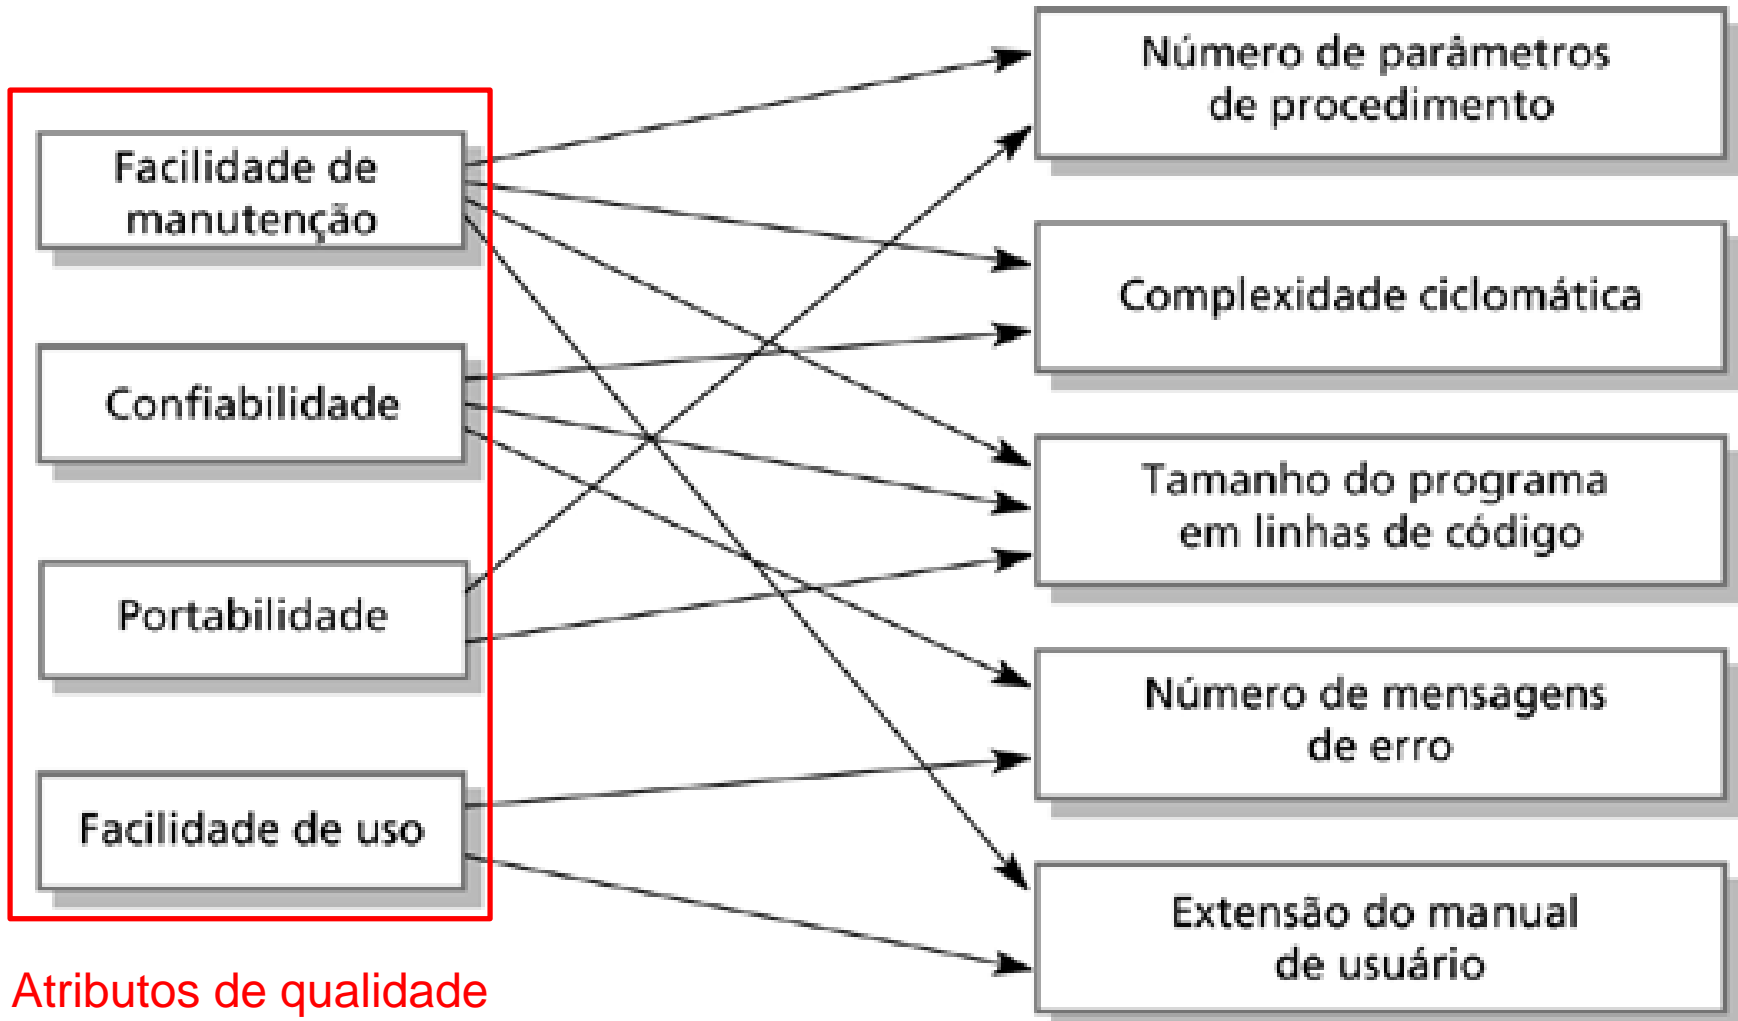 Facilidade de
manutenção
Confiabilidade
Portabilidade
Facilidade de uso
Atributos de qualidade
Número de parâmetros
de procedimento
Complexidade ciclomática
Tamanho do programa
em linhas de código
Número de mensagens
de erro
Extensão do manual
de usuário